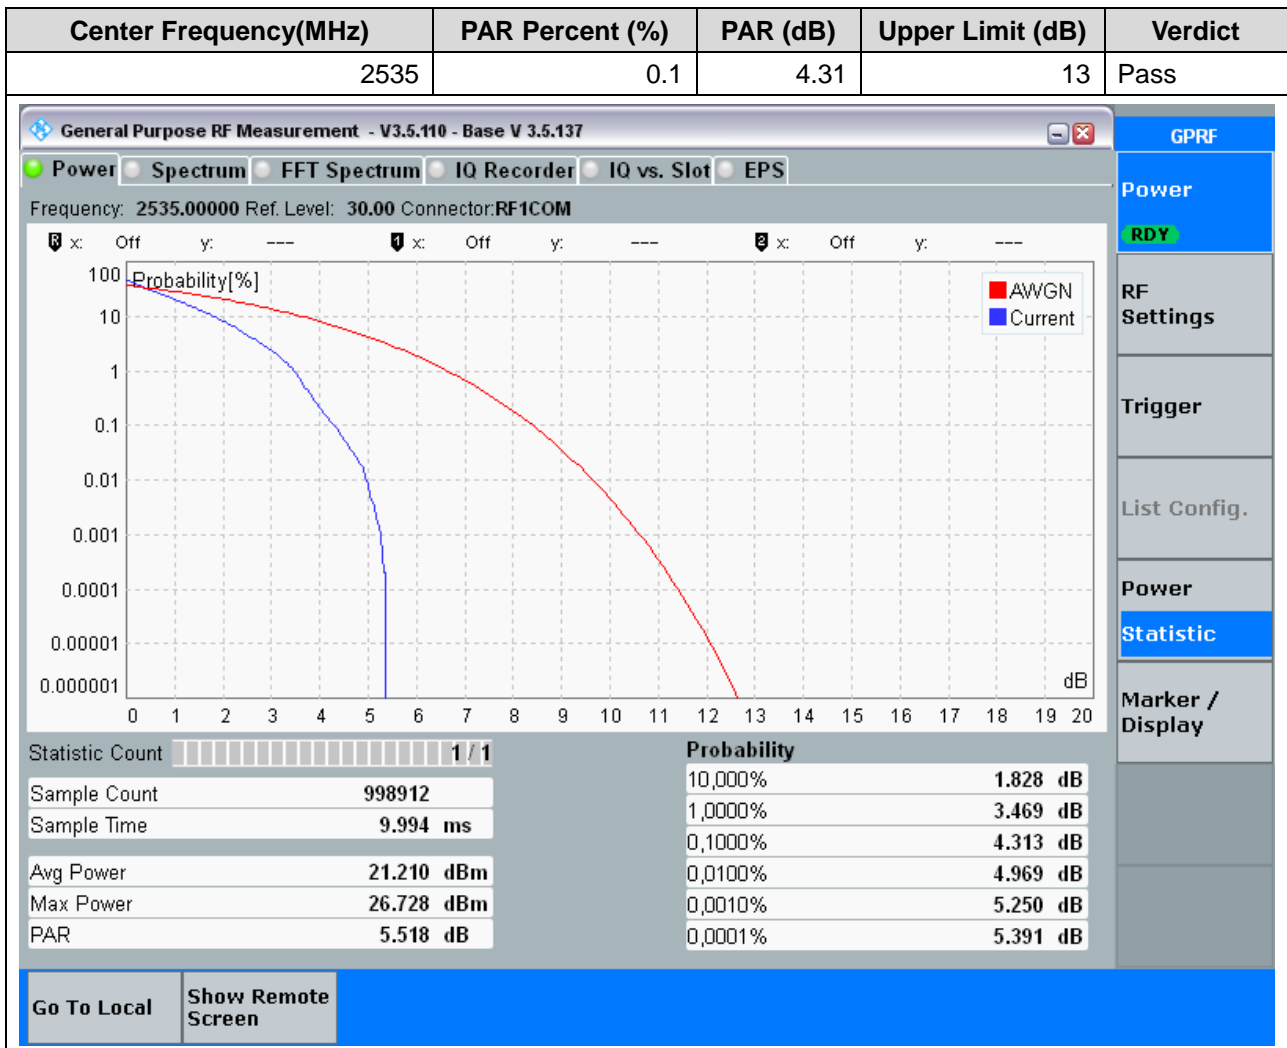 Center Frequency(MHz) PAR Percent (%) PAR (dB) Upper Limit (dB) Verdict
2535 0.1 4.31 13 Pass
General Purpose RF Measurement - V3.5.110 - Base V 3.5.137
GPRF
Power Spectrum FFT Spectrum IQ Recorder IQ vs. Slot EPS
Power
RDY
Frequency: 2535.00000 Ref. Level: 30.00 Connector:RF1COM
R x: Off y: --- 1 x: Off y: --- 2 x: Off y: ---
Probability[%]
AWGN
Current
100
10
1
0.1
0.01
0.001
0.0001
0.00001
0.000001
dB
0 1 2 3 4 5 6 7 8 9 10 11 12 13 14 15 16 17 18 19 20
RF
Settings
Trigger
List Config.
Power
Statistic
Marker /
Display
Statistic Count 1 / 1
Sample Count 998912
Sample Time 9.994 ms
Avg Power 21.210 dBm
Max Power 26.728 dBm
PAR 5.518 dB
Probability
10,000% 1.828 dB
1,0000% 3.469 dB
0,1000% 4.313 dB
0,0100% 4.969 dB
0,0010% 5.250 dB
0,0001% 5.391 dB
Go To Local
Show Remote
Screen